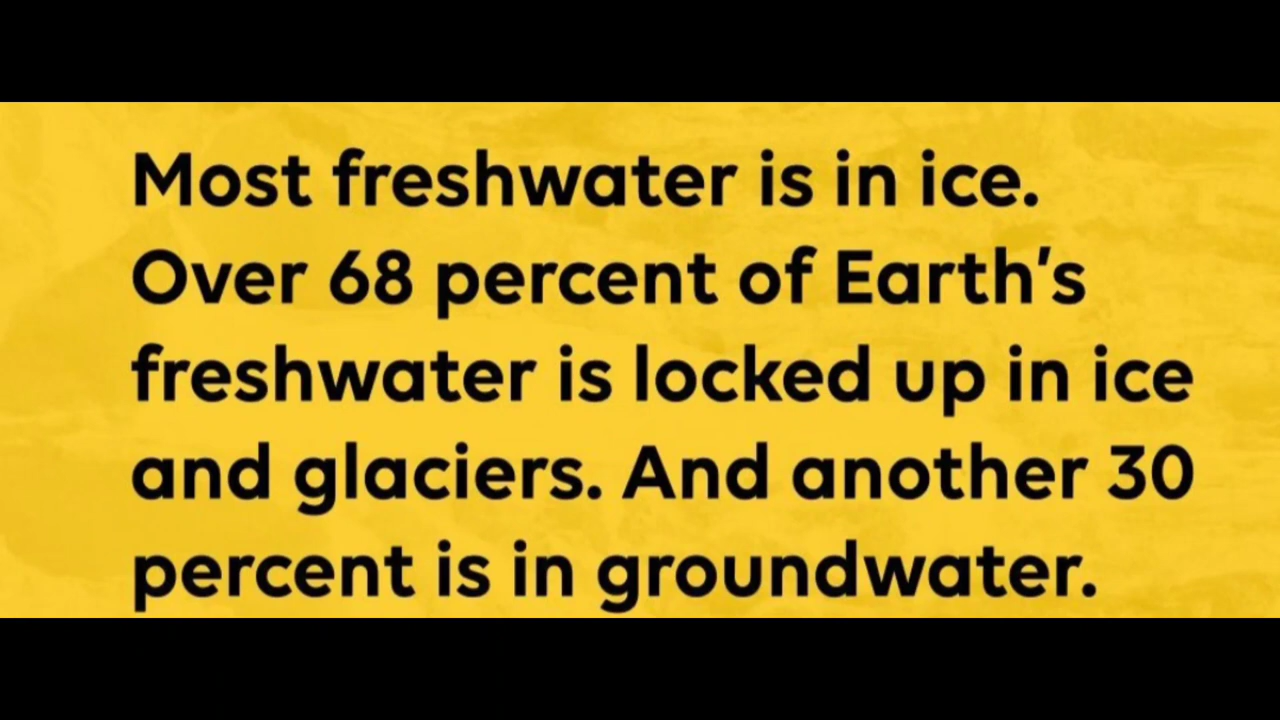 Most freshwater is in ice.
Over 68 percent of Earth's
freshwater is locked up in ice
and glaciers. And another 30
percent is in groundwater.